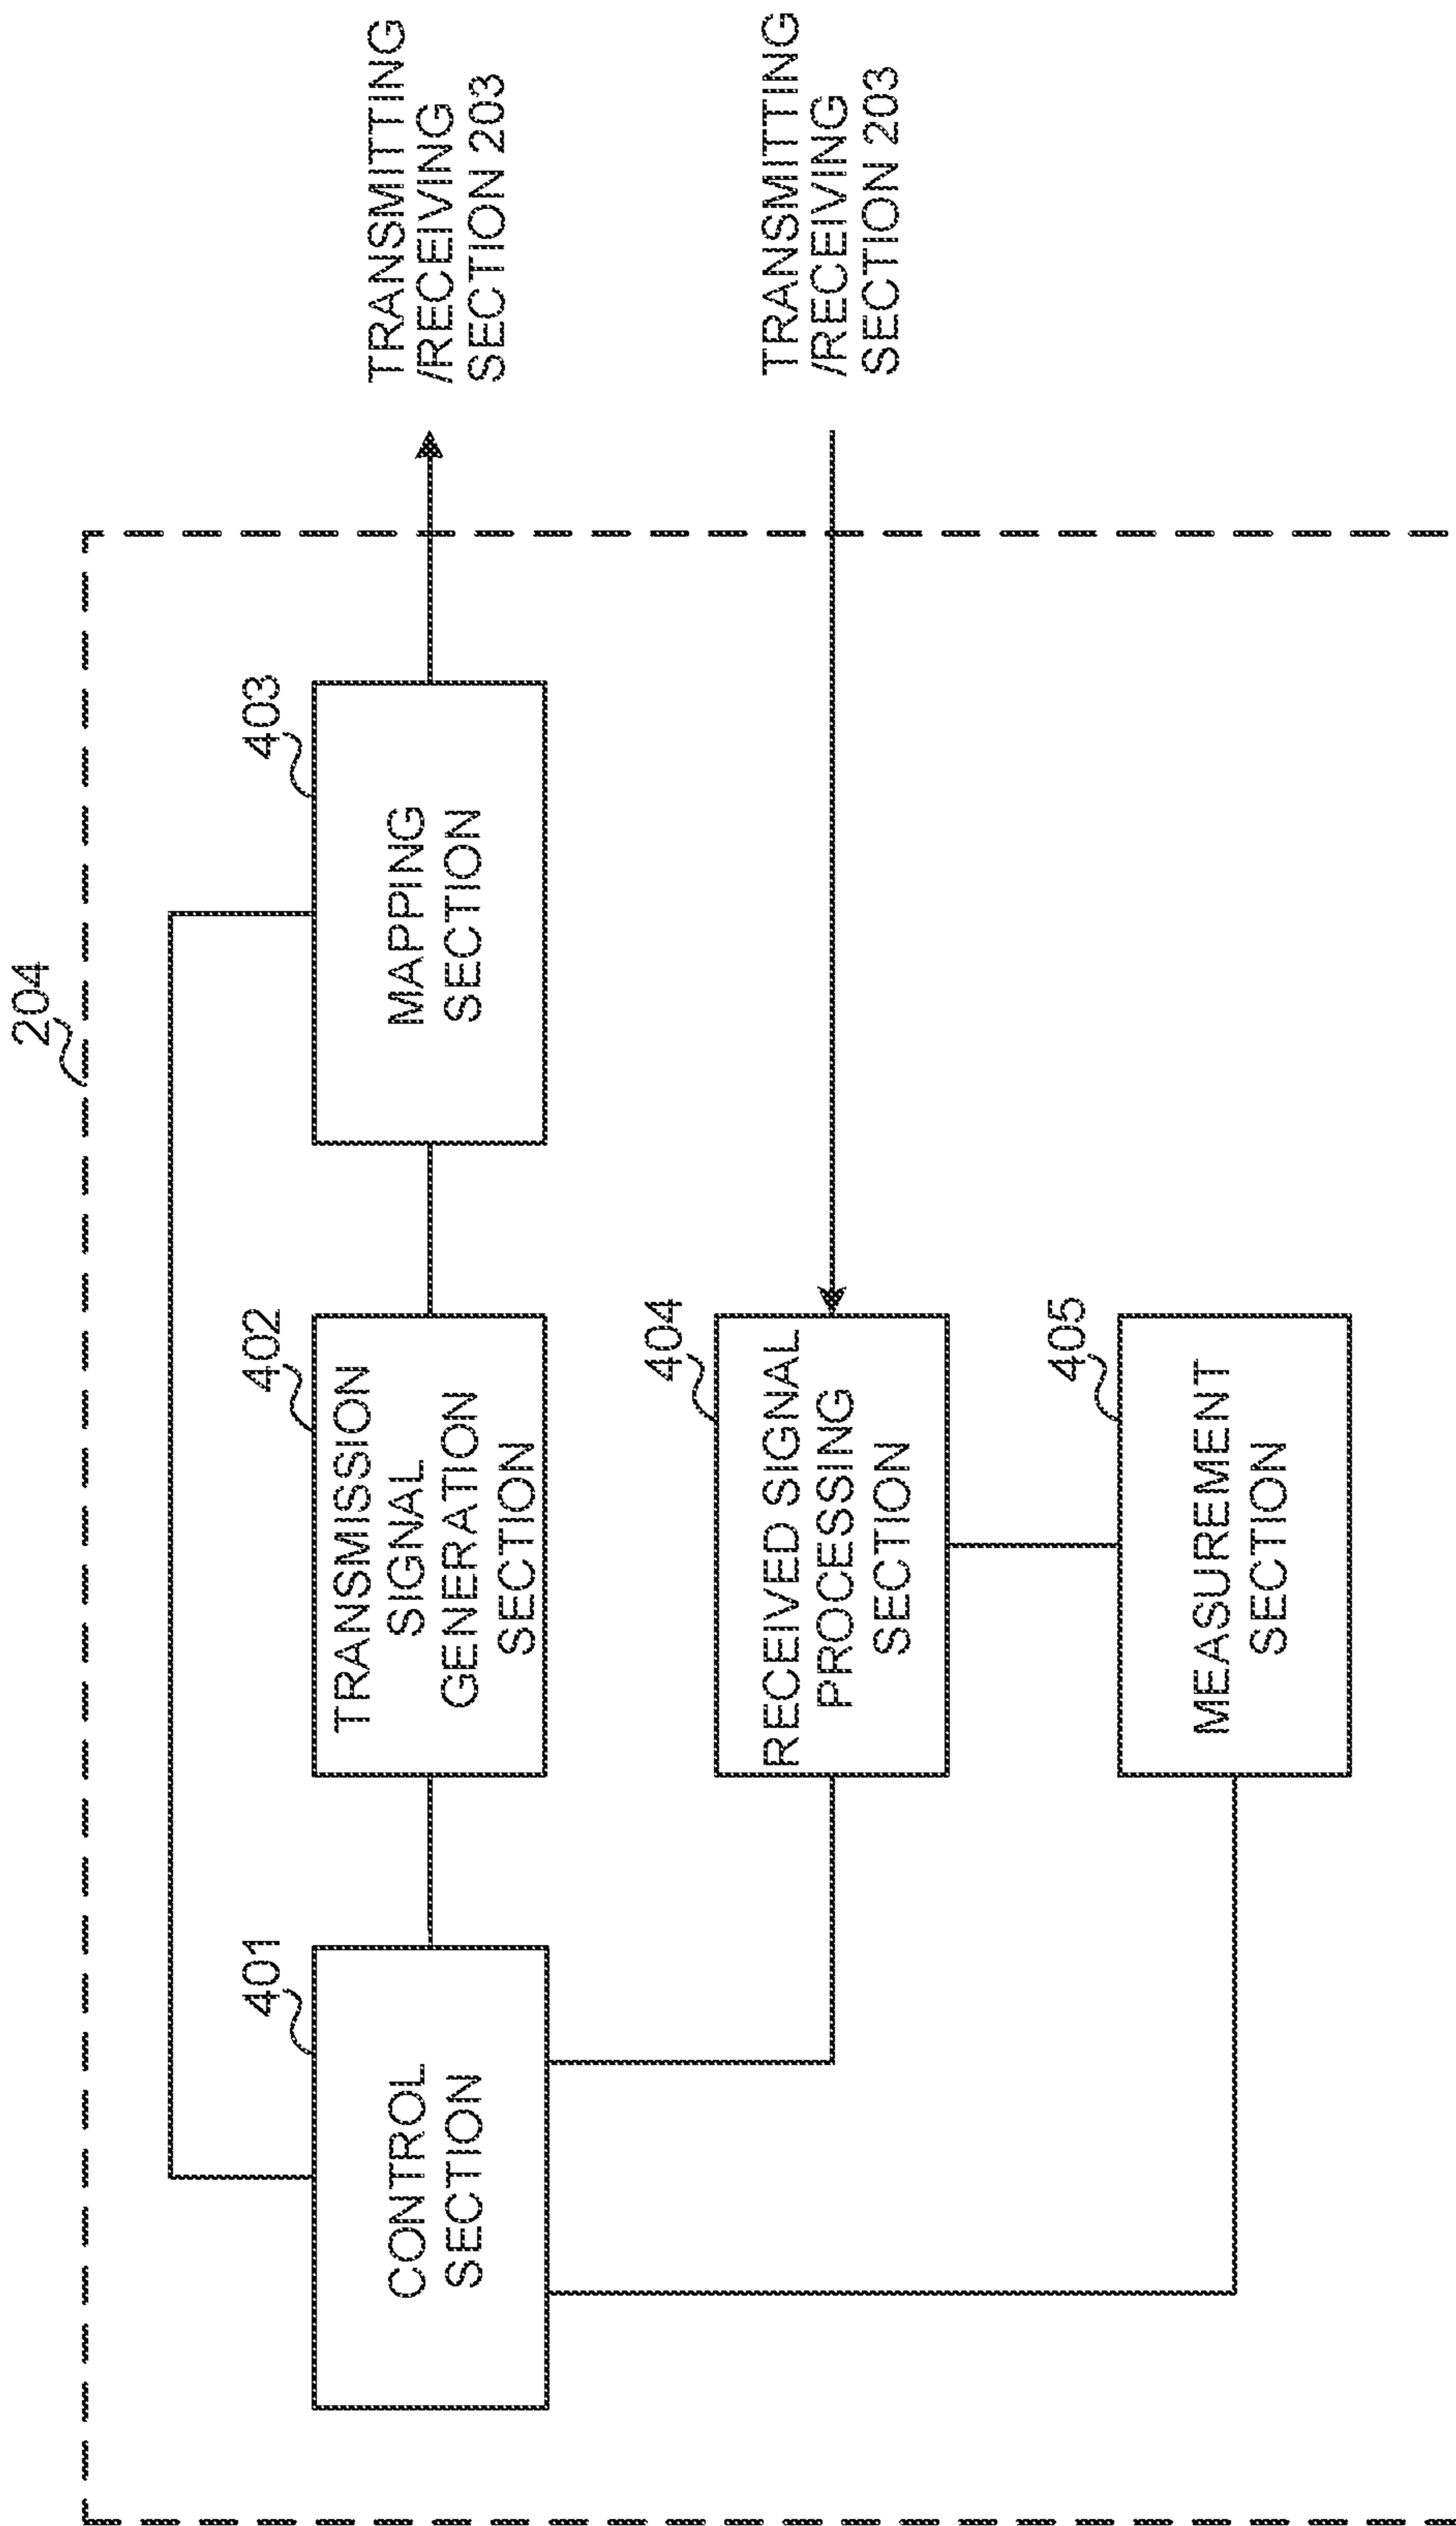 204
401
CONTROL
SECTION
402
TRANSMISSION
SIGNAL
GENERATION
SECTION
403
MAPPING
SECTION
TRANSMITTING
/RECEIVING
SECTION 203
404
RECEIVED SIGNAL
PROCESSING
SECTION
TRANSMITTING
/RECEIVING
SECTION 203
405
MEASUREMENT
SECTION